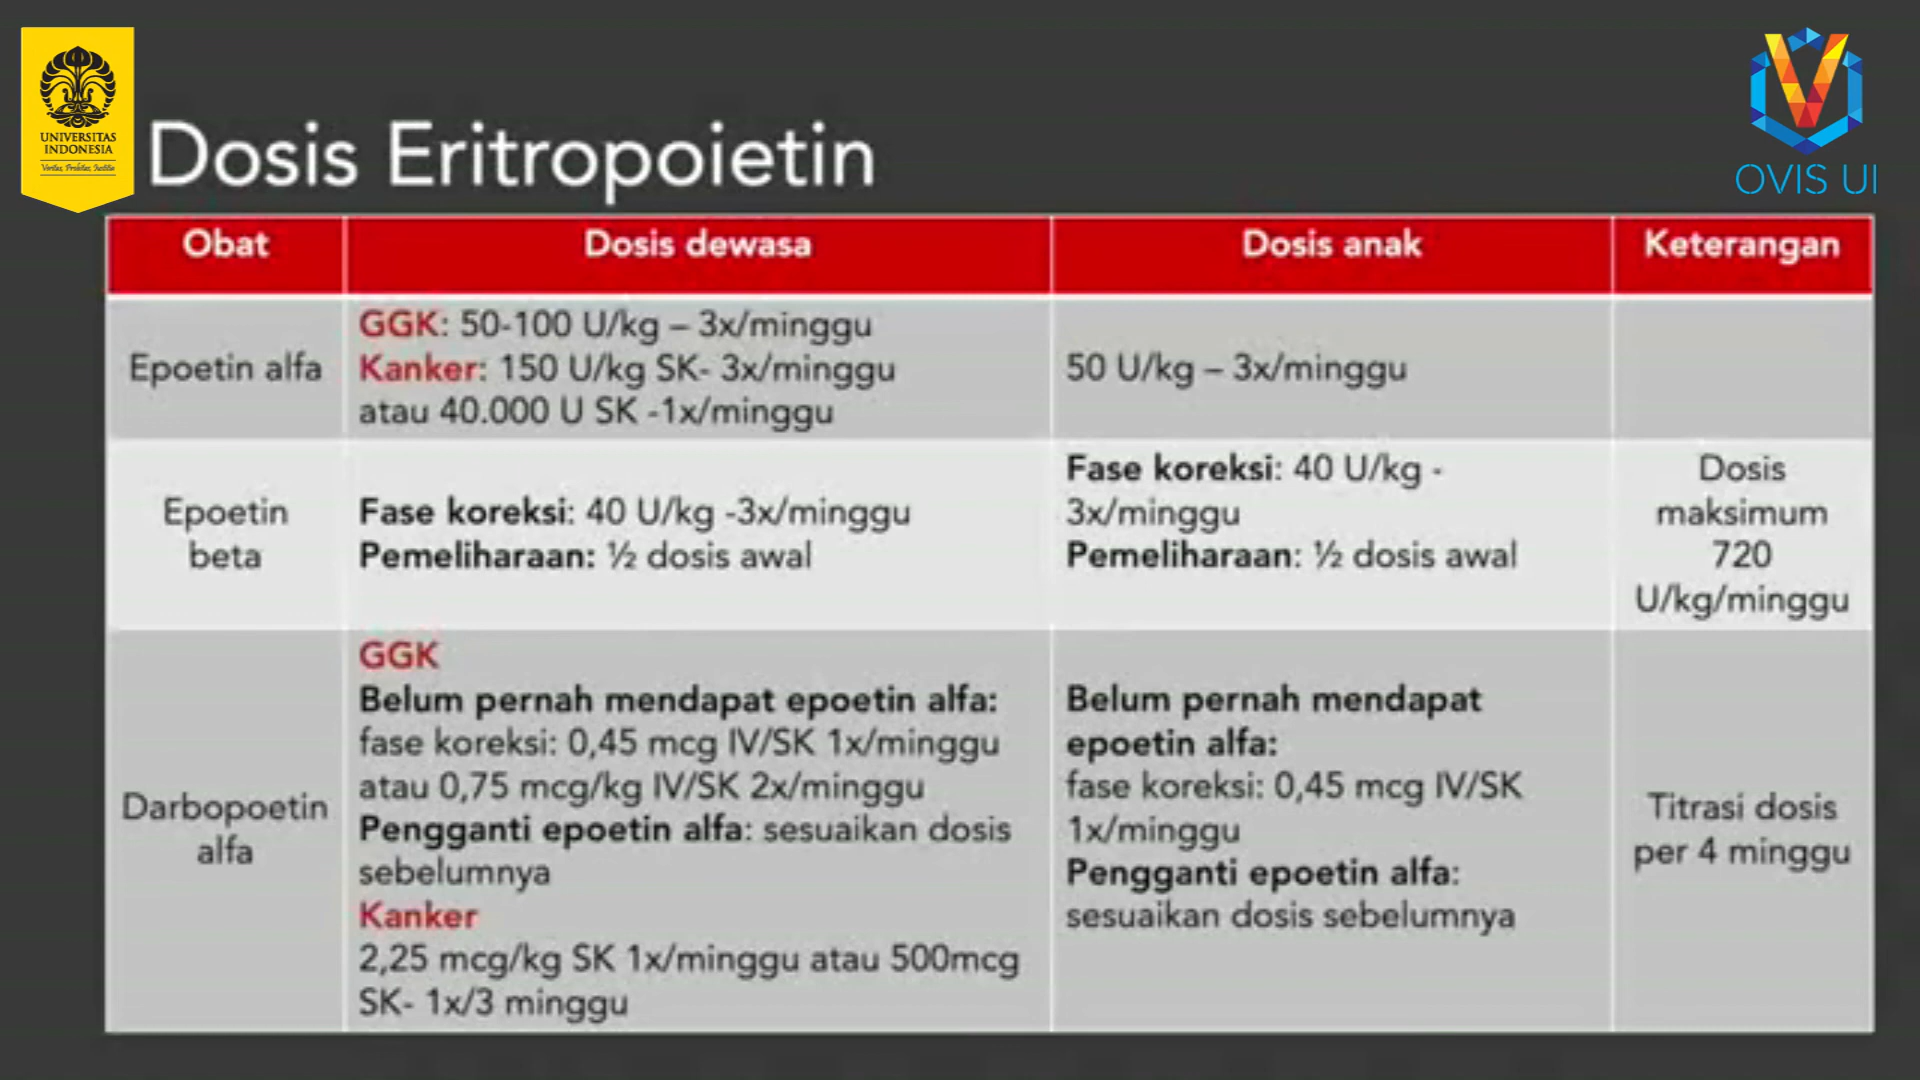 UNIVERSITAS
INDONESIA
Veritas, Probitas, Iustitia
OVIS UI
Dosis Eritropoietin
Obat
Dosis dewasa
Dosis anak
Keterangan
Epoetin alfa
GGK: 50-100 U/kg – 3x/minggu
Kanker: 150 U/kg SK- 3x/minggu
atau 40.000 U SK -1x/minggu
50 U/kg – 3x/minggu
Epoetin
beta
Fase koreksi: 40 U/kg -3x/minggu
Pemeliharaan: ½ dosis awal
Fase koreksi: 40 U/kg -
3x/minggu
Pemeliharaan: ½ dosis awal
Dosis
maksimum
720
U/kg/minggu
Darbopoetin
alfa
GGK
Belum pernah mendapat epoetin alfa:
fase koreksi: 0,45 mcg IV/SK 1x/minggu
atau 0,75 mcg/kg IV/SK 2x/minggu
Pengganti epoetin alfa: sesuaikan dosis
sebelumnya
Kanker
2,25 mcg/kg SK 1x/minggu atau 500mcg
SK- 1x/3 minggu
Belum pernah mendapat
epoetin alfa:
fase koreksi: 0,45 mcg IV/SK
1x/minggu
Pengganti epoetin alfa:
sesuaikan dosis sebelumnya
Titrasi dosis
per 4 minggu